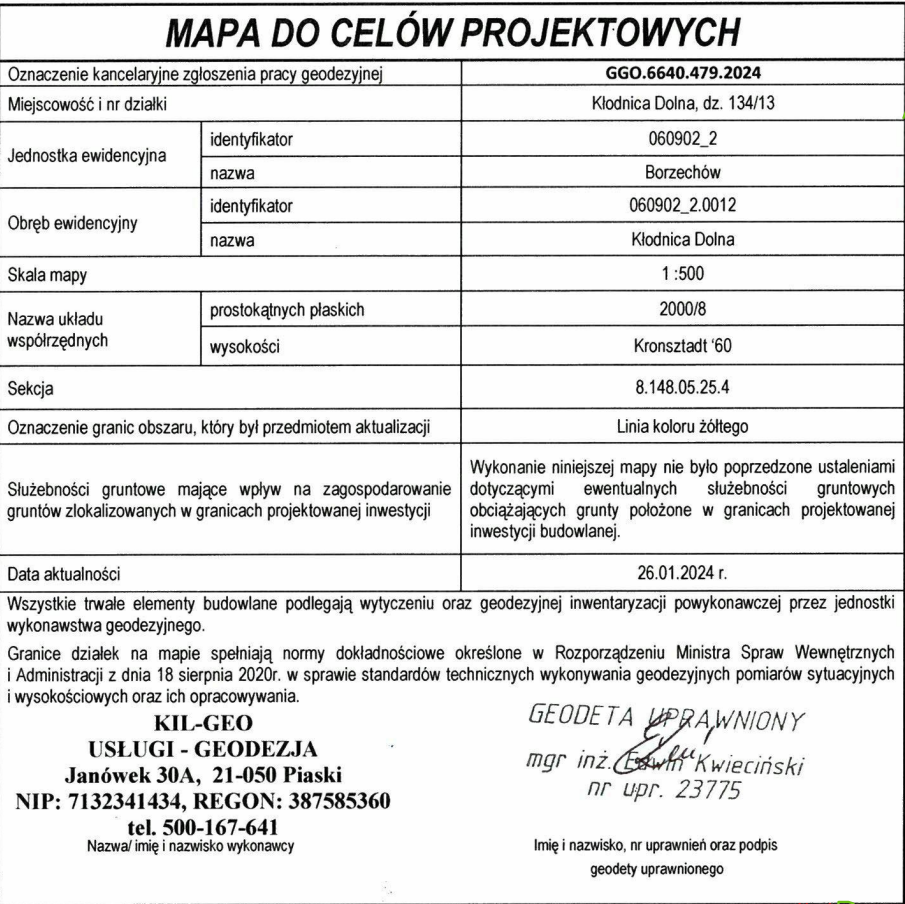 MAPA DO CELÓW PROJEKTOWYCH
Oznaczenie kancelaryjne zgłoszenia pracy geodezyjnej
GGO.6640.479.2024
Miejscowość i nr działki
Kłodnica Dolna, dz. 134/13
Jednostka ewidencyjna
identyfikator
060902_2
nazwa
Borzechów
Obręb ewidencyjny
identyfikator
060902_2.0012
nazwa
Kłodnica Dolna
Skala mapy
1 :500
Nazwa układu
współrzędnych
prostokątnych płaskich
2000/8
wysokości
Kronsztadt ‘60
Sekcja
8.148.05.25.4
Oznaczenie granic obszaru, który był przedmiotem aktualizacji
Linia koloru żółtego
Służebności gruntowe mające wpływ na zagospodarowanie
gruntów zlokalizowanych w granicach projektowanej inwestycji
Wykonanie niniejszej mapy nie było poprzedzone ustaleniami
dotyczącymi ewentualnych służebności gruntowych
obciążających grunty położone w granicach projektowanej
inwestycji budowlanej.
Data aktualności
26.01.2024 r.
Wszystkie trwałe elementy budowlane podlegają wytyczeniu oraz geodezyjnej inwentaryzacji powykonawczej przez jednostki
wykonawstwa geodezyjnego.
Granice działek na mapie spełniają normy dokładnościowe określone w Rozporządzeniu Ministra Spraw Wewnętrznych
i Administracji z dnia 18 sierpnia 2020r. w sprawie standardów technicznych wykonywania geodezyjnych pomiarów sytuacyjnych
i wysokościowych oraz ich opracowywania.
KIL-GEO
USŁUGI - GEODEZJA
Janówek 30A, 21-050 Piaski
NIP: 7132341434, REGON: 387585360
tel. 500-167-641
Nazwa/ imię i nazwisko wykonawcy
GEODETA UPRAWNIONY
mgr inż. Edwin Kwieciński
nr upr. 23775
Imię i nazwisko, nr uprawnień oraz podpis
geodety uprawnionego